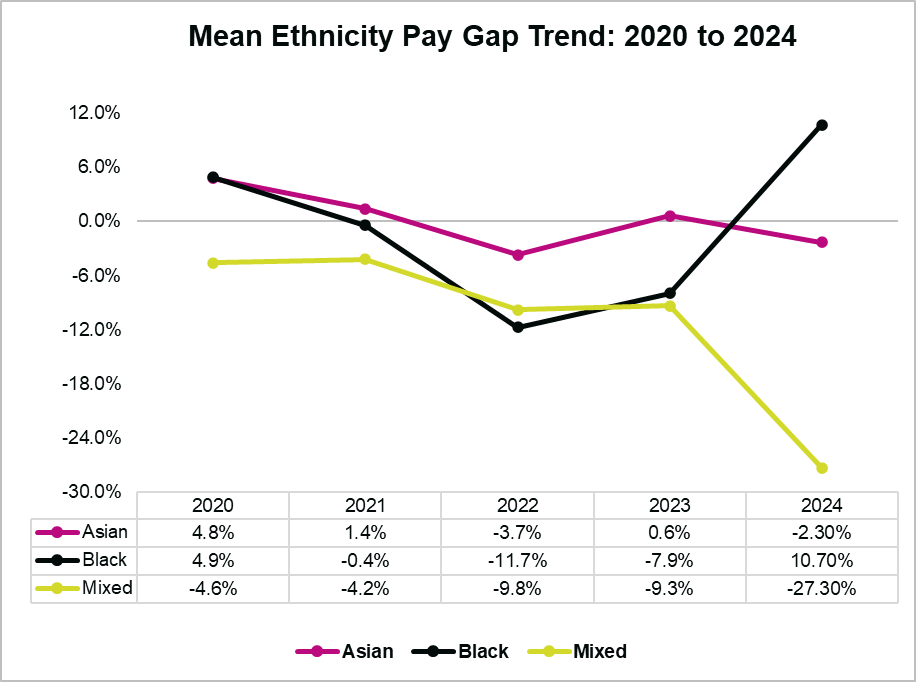 Mean Ethnicity Pay Gap Trend: 2020 to 2024
12.0%
6.0%
0.0%
-6.0%
-12.0%
-18.0%
-24.0%
-30.0%
2020 2021 2022 2023 2024
Asian 4.8% 1.4% -3.7% 0.6% -2.30%
Black 4.9% -0.4% -11.7% -7.9% 10.70%
Mixed -4.6% -4.2% -9.8% -9.3% -27.30%
Asian Black Mixed